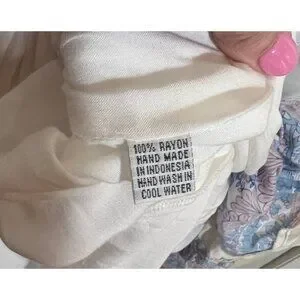 100% RAYON
HAND MADE
IN INDONESIA
HAND WASH IN
COOL WATER